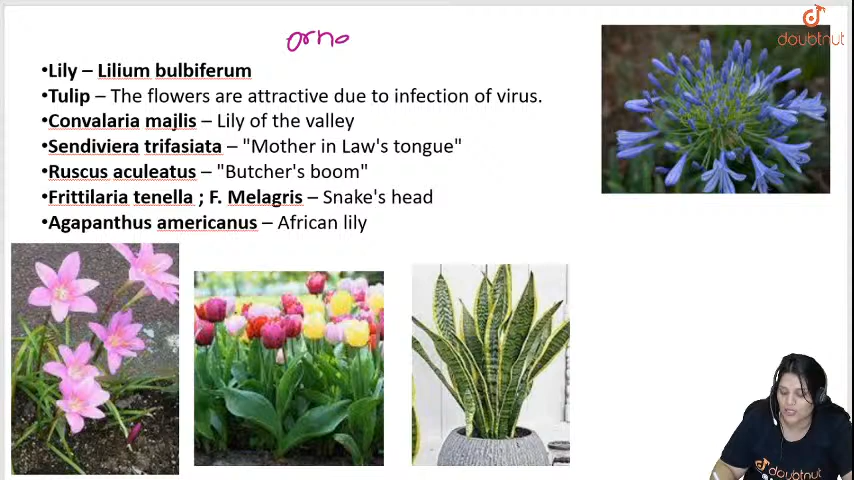 orno
doubtnut
•Lily – Lilium bulbiferum
•Tulip – The flowers are attractive due to infection of virus.
•Convalaria majlis – Lily of the valley
•Sendiviera trifasiata – "Mother in Law's tongue"
•Ruscus aculeatus – "Butcher's boom"
•Frittilaria tenella ; F. Melagris – Snake's head
•Agapanthus americanus – African lily
doubtnut